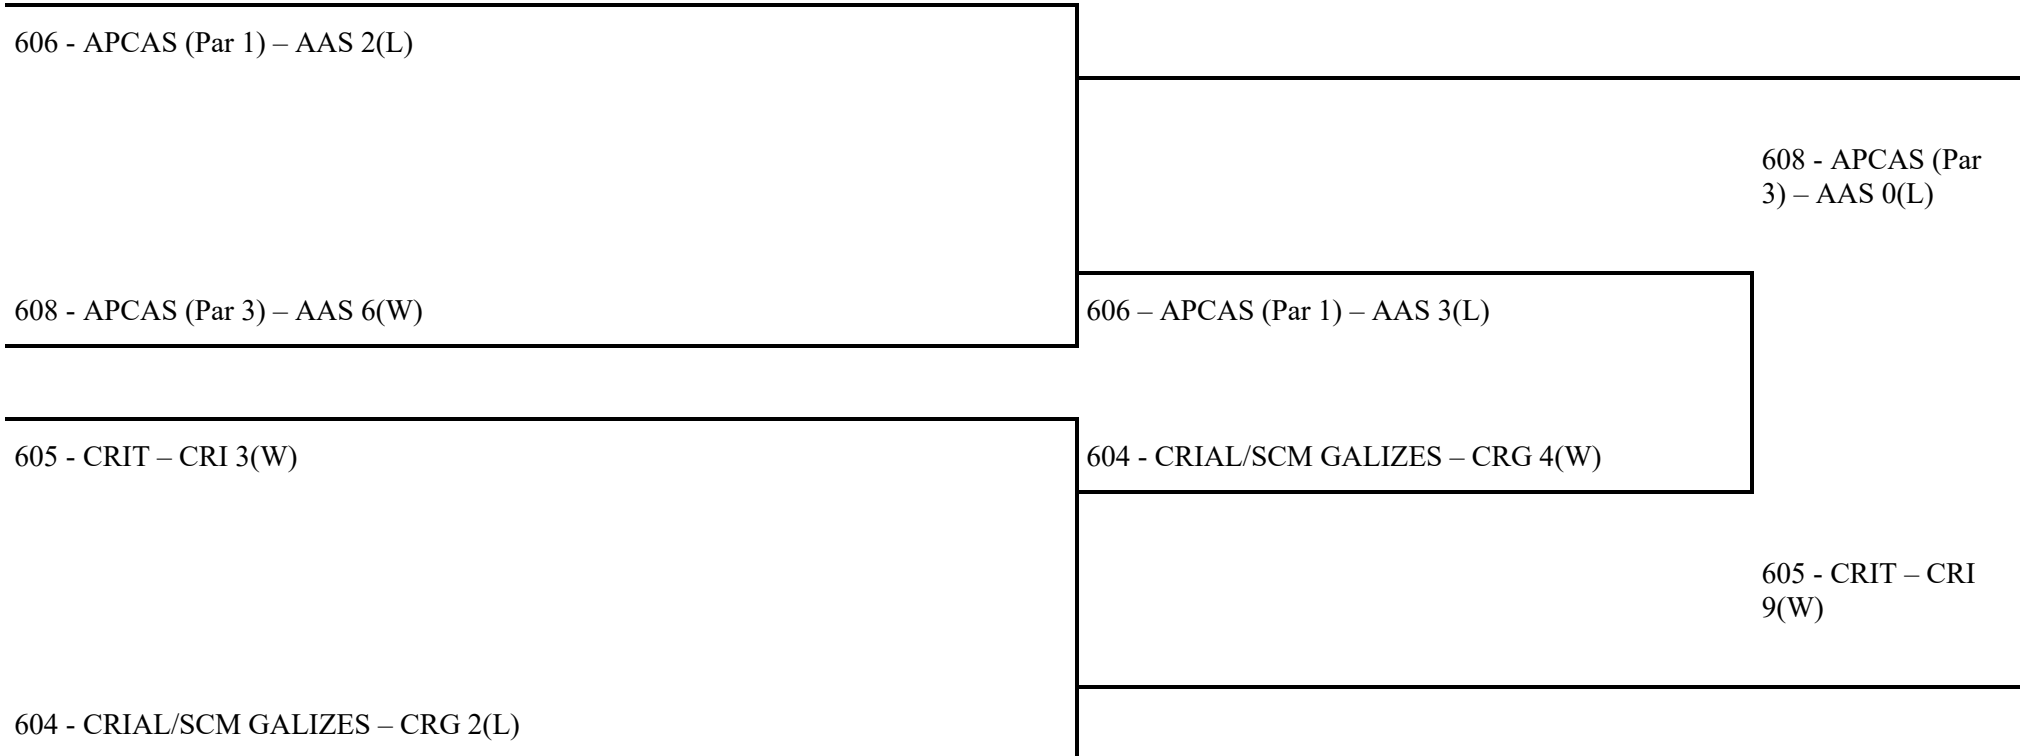 606 - APCAS (Par 1) – AAS 2(L)
608 - APCAS (Par
3) – AAS 0(L)
608 - APCAS (Par 3) – AAS 6(W)
606 – APCAS (Par 1) – AAS 3(L)
605 - CRIT – CRI 3(W)
604 - CRIAL/SCM GALIZES – CRG 4(W)
605 - CRIT – CRI
9(W)
604 - CRIAL/SCM GALIZES – CRG 2(L)